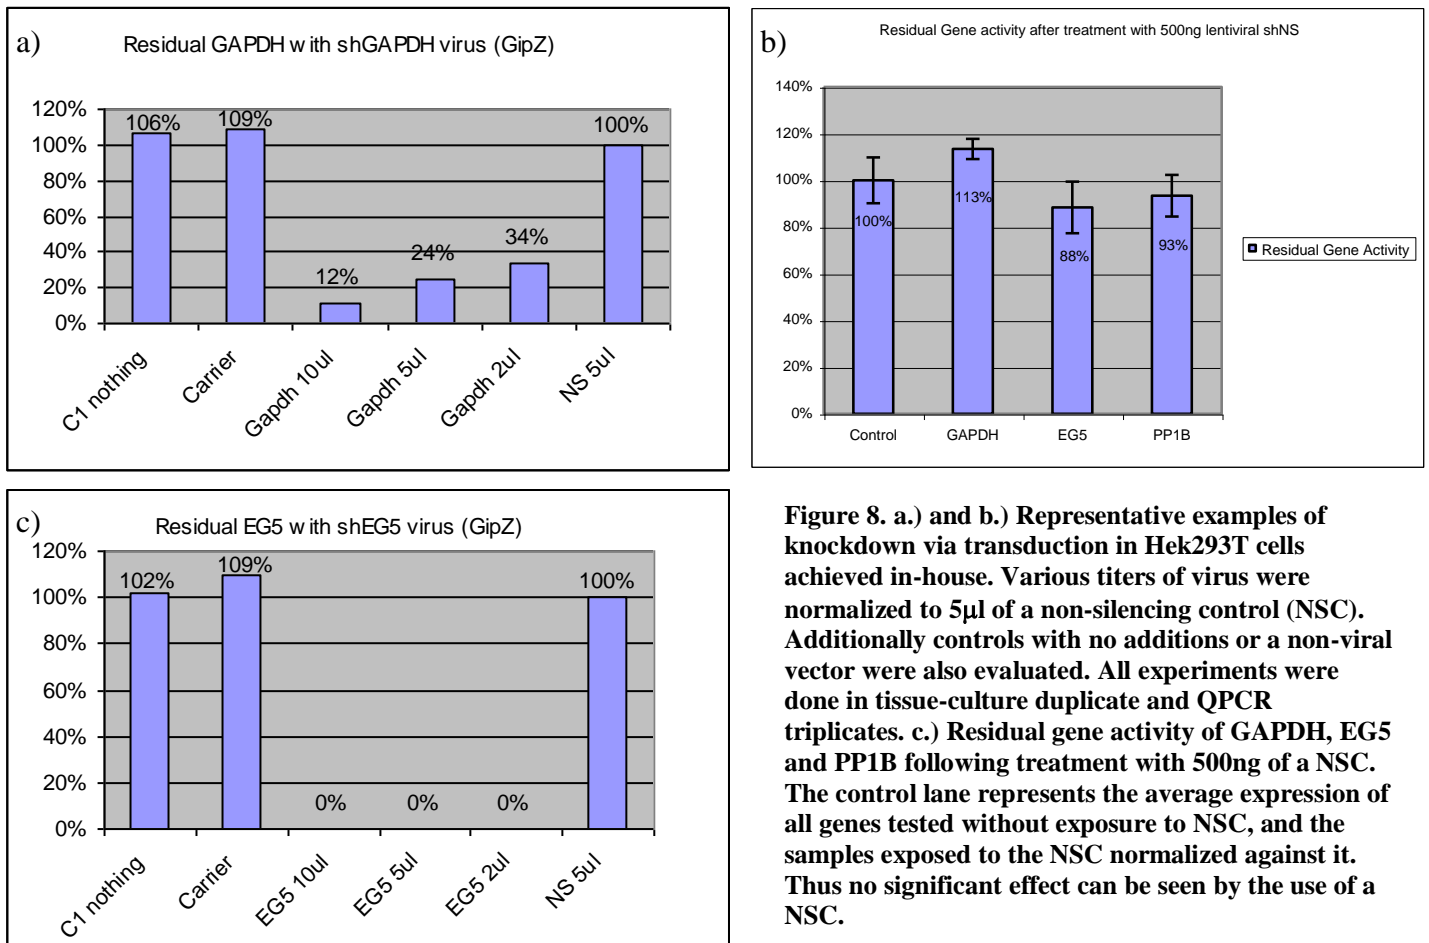 a)
Residual GAPDH with shGAPDH virus (GipZ)
120%
100%
80%
60%
40%
20%
0%
106%
109%
12%
24%
34%
100%
C1 nothing
Carrier
Gapdh 10ul
Gapdh 5ul
Gapdh 2ul
NS 5ul
b)
Residual Gene activity after treatment with 500ng lentiviral shNS
140%
120%
100%
80%
60%
40%
20%
0%
100%
113%
88%
93%
Control
GAPDH
EG5
PP1B
Residual Gene Activity
c)
Residual EG5 with shEG5 virus (GipZ)
120%
100%
80%
60%
40%
20%
0%
102%
109%
0%
0%
0%
100%
C1 nothing
Carrier
EG5 10ul
EG5 5ul
EG5 2ul
NS 5ul
Figure 8. a.) and b.) Representative examples of
knockdown via transduction in Hek293T cells
achieved in-house. Various titers of virus were
normalized to 5μl of a non-silencing control (NSC).
Additionally controls with no additions or a non-viral
vector were also evaluated. All experiments were
done in tissue-culture duplicate and QPCR
triplicates. c.) Residual gene activity of GAPDH, EG5
and PP1B following treatment with 500ng of a NSC.
The control lane represents the average expression of
all genes tested without exposure to NSC, and the
samples exposed to the NSC normalized against it.
Thus no significant effect can be seen by the use of a
NSC.